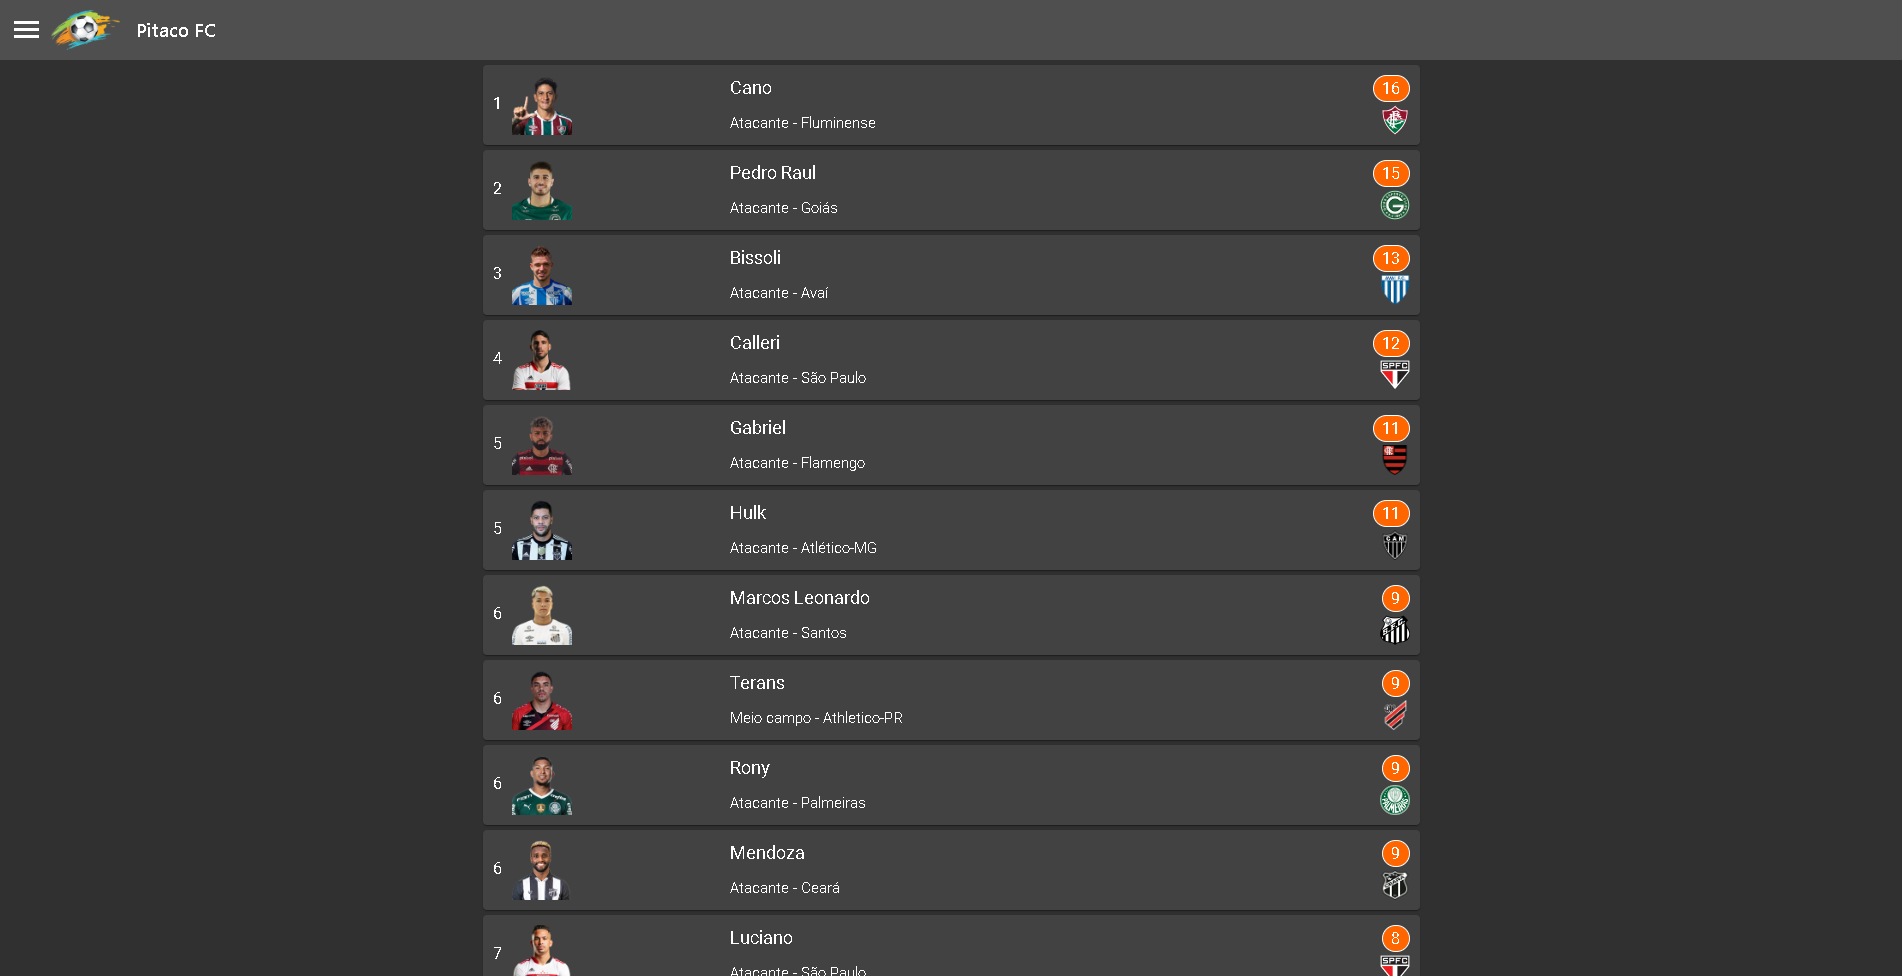 Pitaco FC
1
Cano
16
Atacante - Fluminense
2
Pedro Raul
15
Atacante - Goiás
3
Bissoli
13
Atacante - Avaí
4
Calleri
12
Atacante - São Paulo
SPFC
5
Gabriel
11
Atacante - Flamengo
5
Hulk
11
Atacante - Atlético-MG
CAM
6
Marcos Leonardo
9
Atacante - Santos
6
Terans
9
Meio campo - Athletico-PR
6
Rony
9
Atacante - Palmeiras
6
Mendoza
9
Atacante - Ceará
7
Luciano
8
Atacante - São Paulo
SPFC